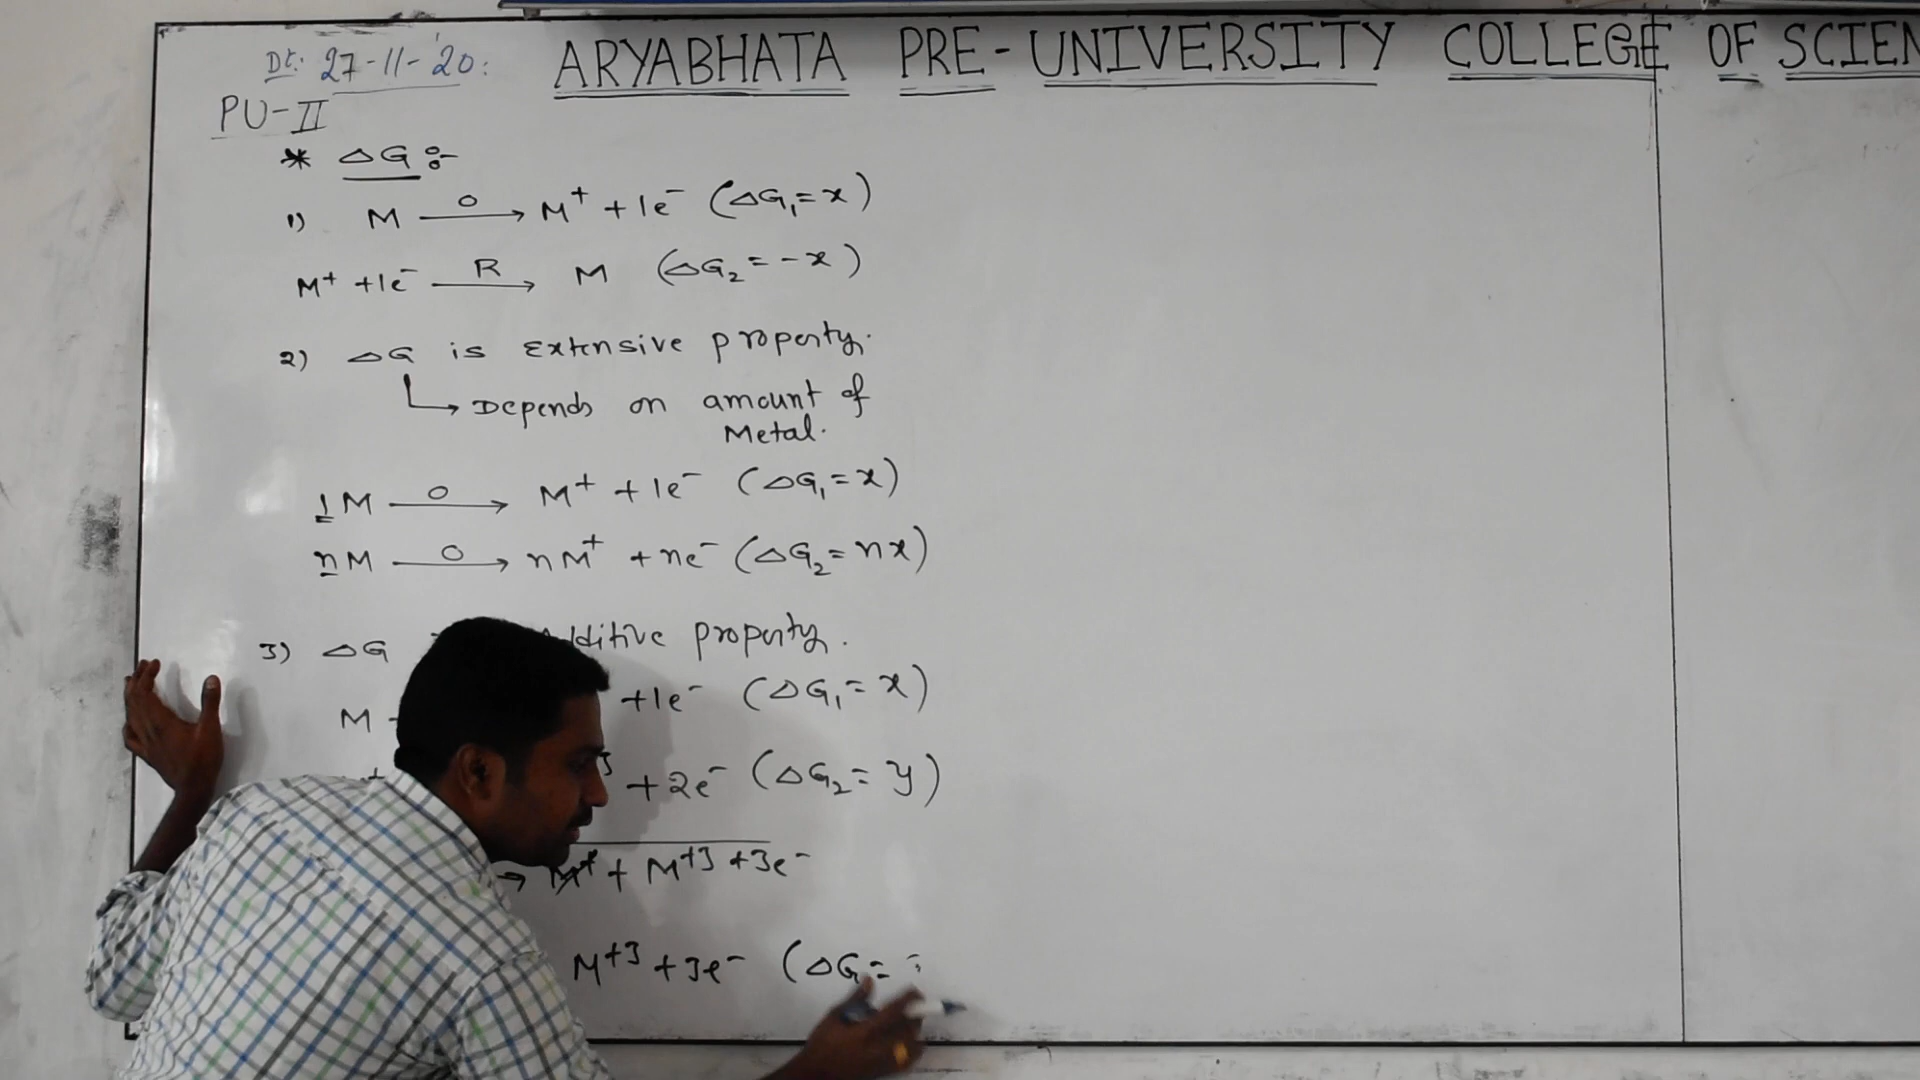 Dt: 27-11-'20: ARYABHATA PRE-UNIVERSITY COLLEGE OF SCIEN
PU-II
* ΔG :-
1) M —O→ M⁺ + 1e⁻ (ΔG₁ = x)
M⁺ + 1e⁻ —R→ M (ΔG₂ = -x)
2) ΔG is Extensive property.
↳ Depends on amount of
Metal.
1M —O→ M⁺ + 1e⁻ (ΔG₁ = x)
nM —O→ nM⁺ + ne⁻ (ΔG₂ = nx)
3) ΔG dditive property.
M + 1e⁻ (ΔG₁ = x)
+ 2e⁻ (ΔG₂ = y)
→ M⁺ + M⁺³ + 3e⁻
M⁺³ + 3e⁻ (ΔG =